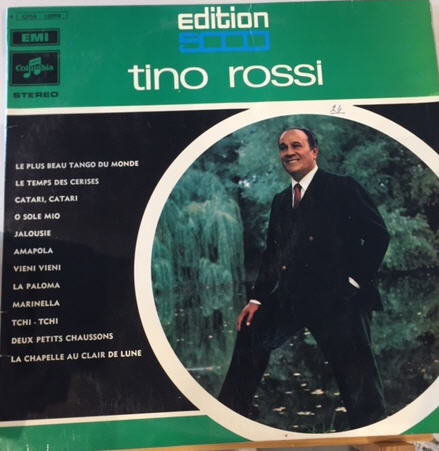 edition
5000
EMI
Columbia
STEREO
tino rossi
24
LE PLUS BEAU TANGO DU MONDE
LE TEMPS DES CERISES
CATARI, CATARI
O SOLE MIO
JALOUSIE
AMAPOLA
VIENI VIENI
LA PALOMA
MARINELLA
TCHI - TCHI
DEUX PETITS CHAUSSONS
LA CHAPELLE AU CLAIR DE LUNE